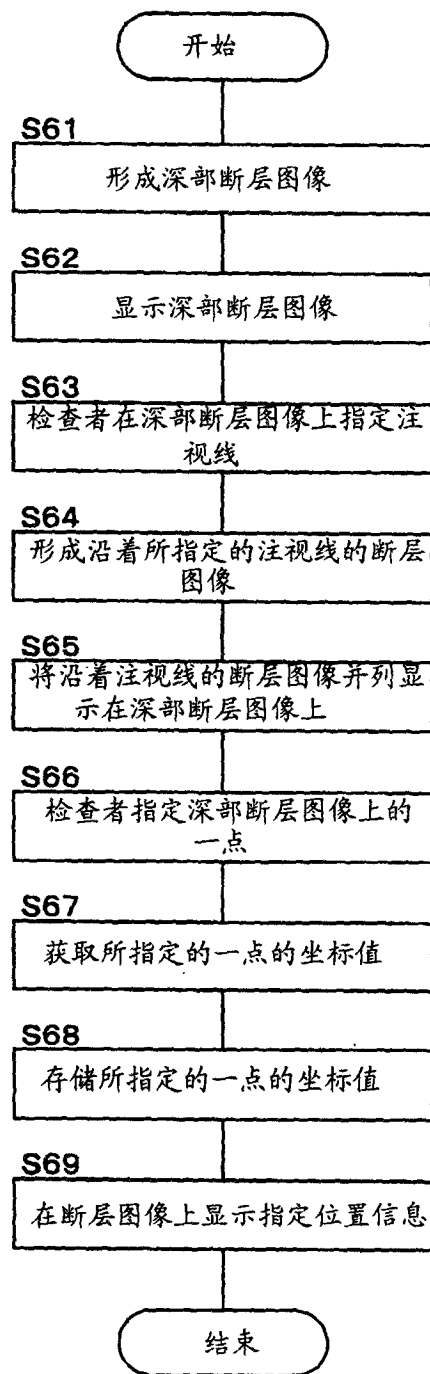 开始
S61
形成深部断层图像
S62
显示深部断层图像
S63
检查者在深部断层图像上指定注
视线
S64
形成沿着所指定的注视线的断层
图像
S65
将沿着注视线的断层图像并列显
示在深部断层图像上
S66
检查者指定深部断层图像上的
一点
S67
获取所指定的一点的坐标值
S68
存储所指定的一点的坐标值
S69
在断层图像上显示指定位置信息
结束